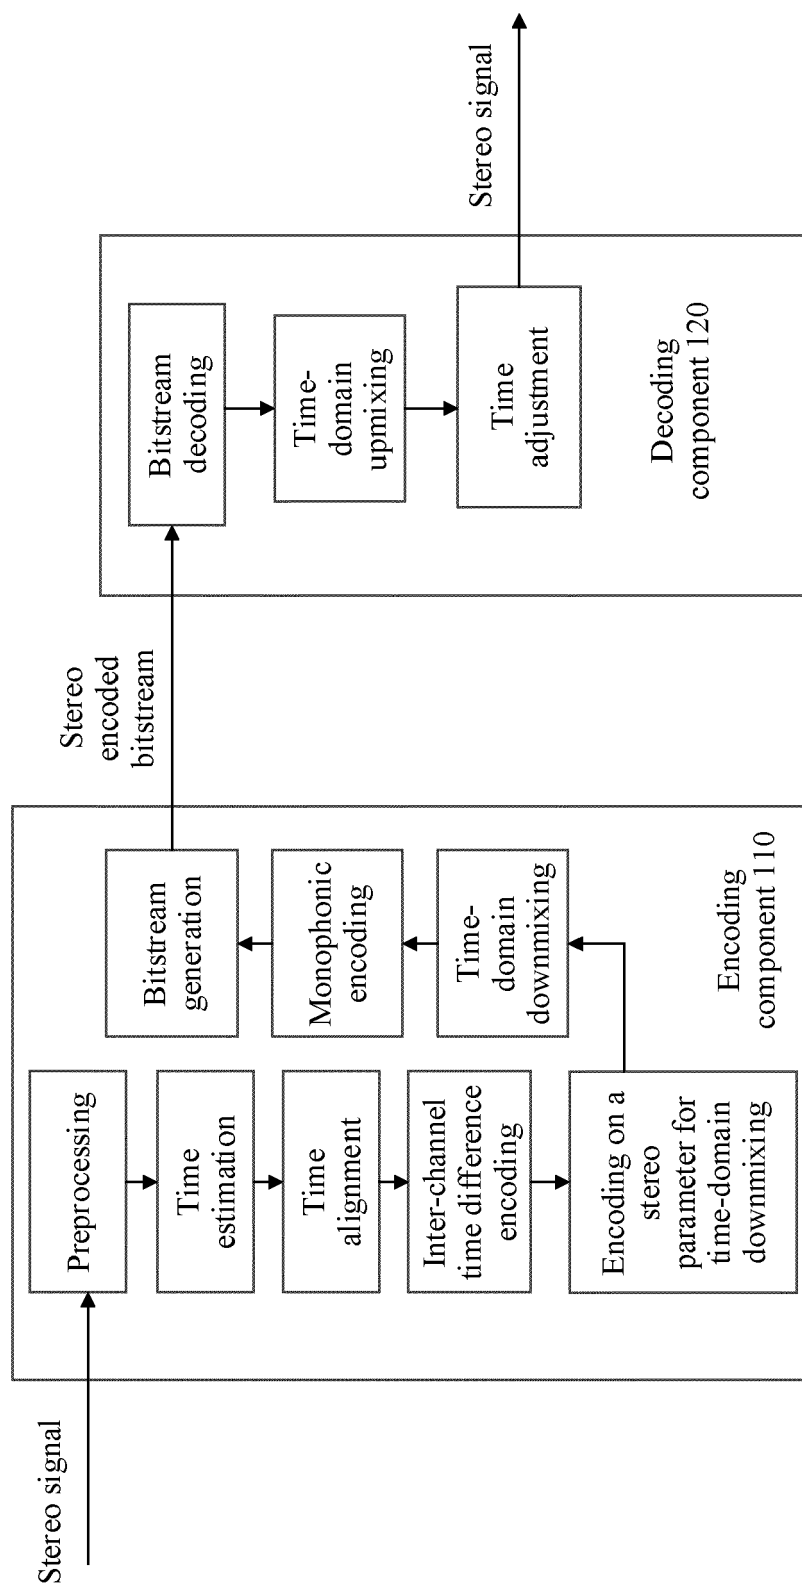 Stereo signal
Preprocessing
Time
estimation
Time
alignment
Inter-channel
time difference
encoding
Encoding on a
stereo
parameter for
time-domain
downmixing
Time-
domain
downmixing
Monophonic
encoding
Bitstream
generation
Encoding
component 110
Stereo
encoded
bitstream
Bitstream
decoding
Time-
domain
upmixing
Time
adjustment
Decoding
component 120
Stereo signal